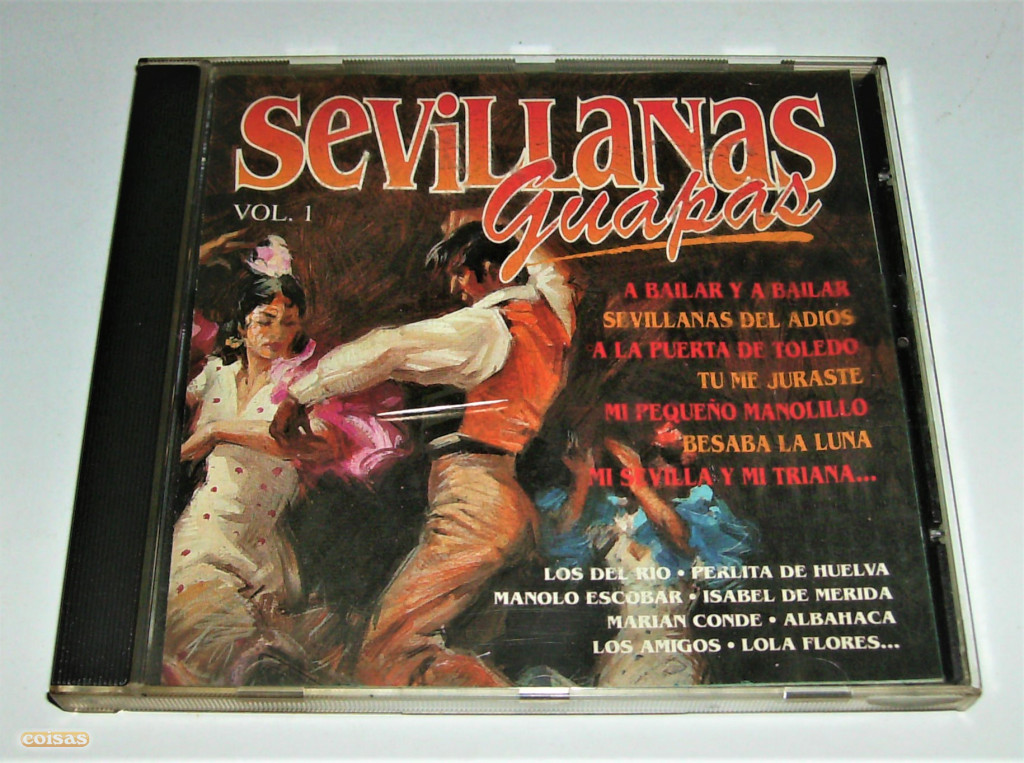 SEViLLANAS
Guapas
VOL. 1
A BAILAR Y A BAILAR
SEVILLANAS DEL ADIOS
A LA PUERTA DE TOLEDO
TU ME JURASTE
MI PEQUEÑO MANOLILLO
BESABA LA LUNA
MI SEVILLA Y MI TRIANA...
LOS DEL RIO • PERLITA DE HUELVA
MANOLO ESCOBAR • ISABEL DE MERIDA
MARIAN CONDE • ALBAHACA
LOS AMIGOS • LOLA FLORES...
coisas